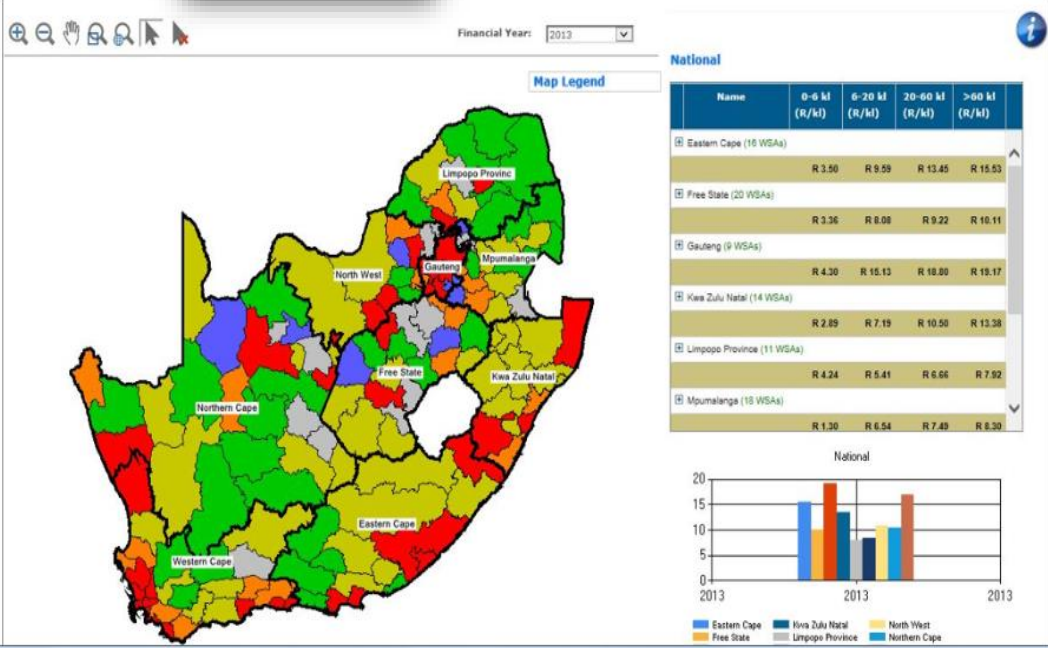 Financial Year: 2013
National
Map Legend
Name 0-6 kl (R/kl) 6-20 kl (R/kl) 20-60 kl (R/kl) >60 kl (R/kl)
Eastern Cape (16 WSAs)
R 3.50 R 9.59 R 13.45 R 15.53
Free State (20 WSAs)
R 3.36 R 8.08 R 9.22 R 10.11
Gauteng (9 WSAs)
R 4.30 R 15.13 R 18.80 R 19.17
Kwa Zulu Natal (14 WSAs)
R 2.89 R 7.19 R 10.50 R 13.38
Limpopo Province (11 WSAs)
R 4.24 R 5.41 R 6.66 R 7.92
Mpumalanga (18 WSAs)
R 1.30 R 6.54 R 7.49 R 8.30
Limpopo Provinc
North West
Gauteng
Mpumalanga
Free State
Kwa Zulu Natal
Northern Cape
Eastern Cape
Western Cape
National
20
15
10
5
0
2013 2013 2013
Eastern Cape Kwa Zulu Natal North West
Free State Limpopo Province Northern Cape